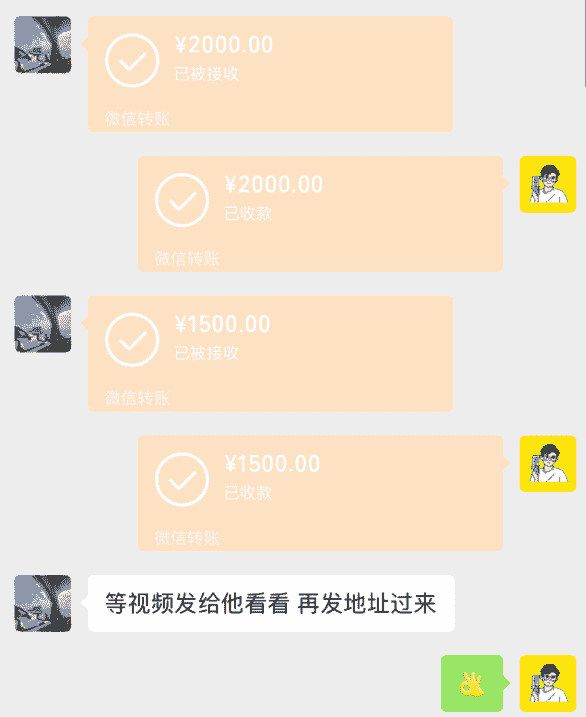 ¥2000.00
已被接收
微信转账
¥2000.00
已收款
微信转账
¥1500.00
已被接收
微信转账
¥1500.00
已收款
微信转账
等视频发给他看看 再发地址过来